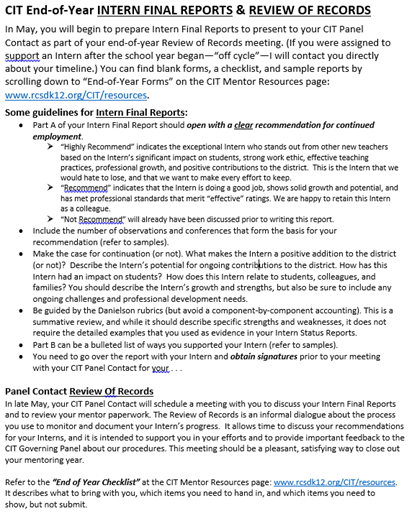 CIT End-of-Year INTERN FINAL REPORTS & REVIEW OF RECORDS
In May, you will begin to prepare Intern Final Reports to present to your CIT Panel
Contact as part of your end-of-year Review of Records meeting. (If you were assigned to
support an Intern after the school year began—“off cycle”—I will contact you directly
about your timeline.) You can find blank forms, a checklist, and sample reports by
scrolling down to “End-of-Year Forms” on the CIT Mentor Resources page:
www.rcsdk12.org/CIT/resources.
Some guidelines for Intern Final Reports:
• Part A of your Intern Final Report should open with a clear recommendation for continued
employment.
➢ “Highly Recommend” indicates the exceptional Intern who stands out from other new teachers
based on the Intern’s significant impact on students, strong work ethic, effective teaching
practices, professional growth, and positive contributions to the district. This is the Intern that we
would hate to lose, and that we want to make every effort to keep.
➢ “Recommend” indicates that the Intern is doing a good job, shows solid growth and potential, and
has met professional standards that merit “effective” ratings. We are happy to retain this Intern
as a colleague.
➢ “Not Recommend” will already have been discussed prior to writing this report.
• Include the number of observations and conferences that form the basis for your
recommendation (refer to samples).
• Make the case for continuation (or not). What makes the Intern a positive addition to the district
(or not)? Describe the Intern’s potential for ongoing contributions to the district. How has this
Intern had an impact on students? How does this Intern relate to students, colleagues, and
families? You should describe the Intern’s growth and strengths, but also be sure to include any
ongoing challenges and professional development needs.
• Be guided by the Danielson rubrics (but avoid a component-by-component accounting). This is a
summary review, and while it should describe specific strengths and weaknesses, it does not
require the detailed examples that you used as evidence in your Intern Status Reports.
• Part B can be a bulleted list of ways you supported your Intern (refer to samples).
• You need to go over the report with your Intern and obtain signatures prior to your meeting
with your CIT Panel Contact for your . . .
Panel Contact Review Of Records
In late May, your CIT Panel Contact will schedule a meeting with you to discuss your Intern Final Reports
and to review your mentor paperwork. The Review of Records is an informal dialogue about the process
you use to monitor and document your Intern’s progress. It allows time to discuss your recommendations
for your Interns, and it is intended to support you in your efforts and to provide important feedback to the
CIT Governing Panel about our procedures. This meeting should be a pleasant, satisfying way to close out
your mentoring year.
Refer to the “End of Year Checklist” at the CIT Mentor Resources page: www.rcsdk12.org/CIT/resources.
It describes what to bring with you, which items you need to hand in, and which items you need to
show, but not submit.